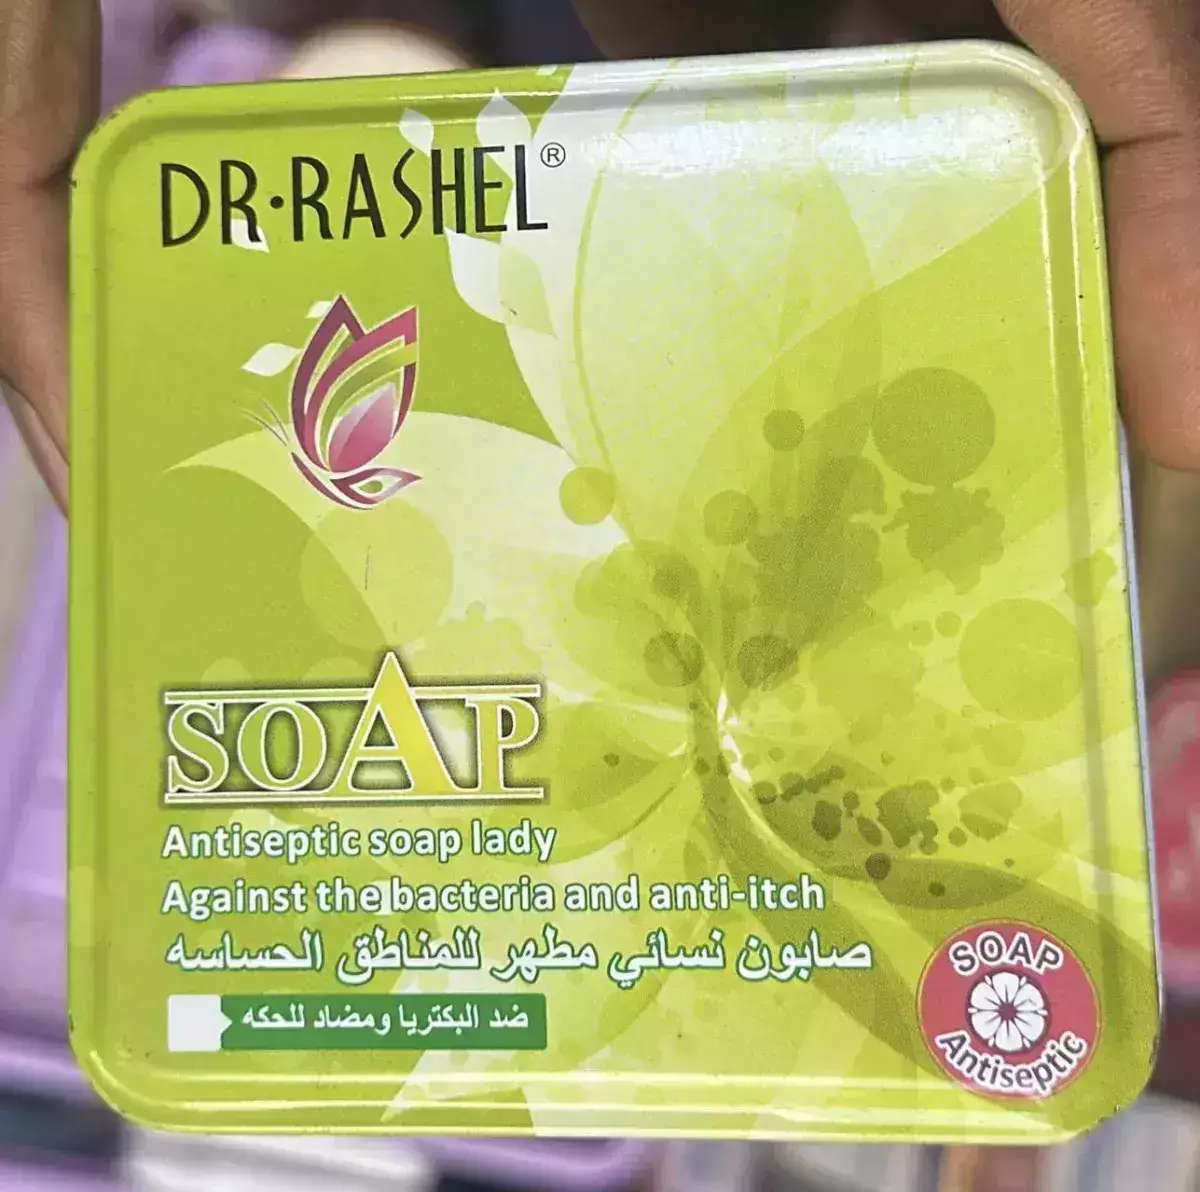 DR·RASHEL®
SOAP
Antiseptic soap lady
Against the bacteria and anti-itch
صابون نسائي مطهر للمناطق الحساسه
ضد البكتريا ومضاد للحكه
SOAP
Antiseptic